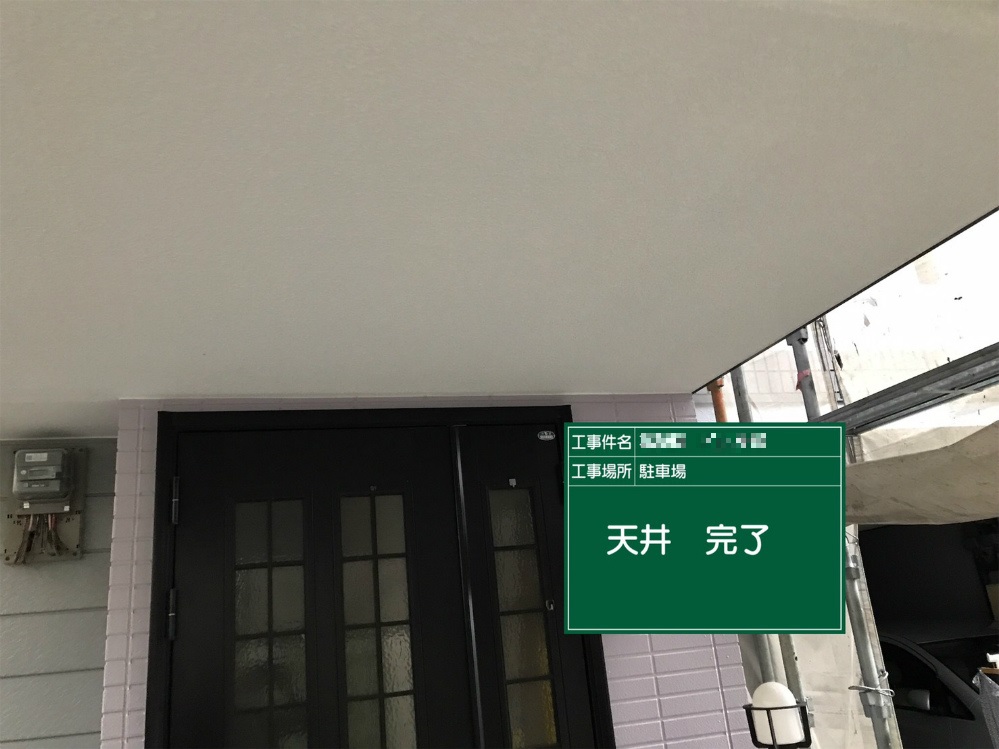 工事件名
工事場所 駐車場
天井 完了